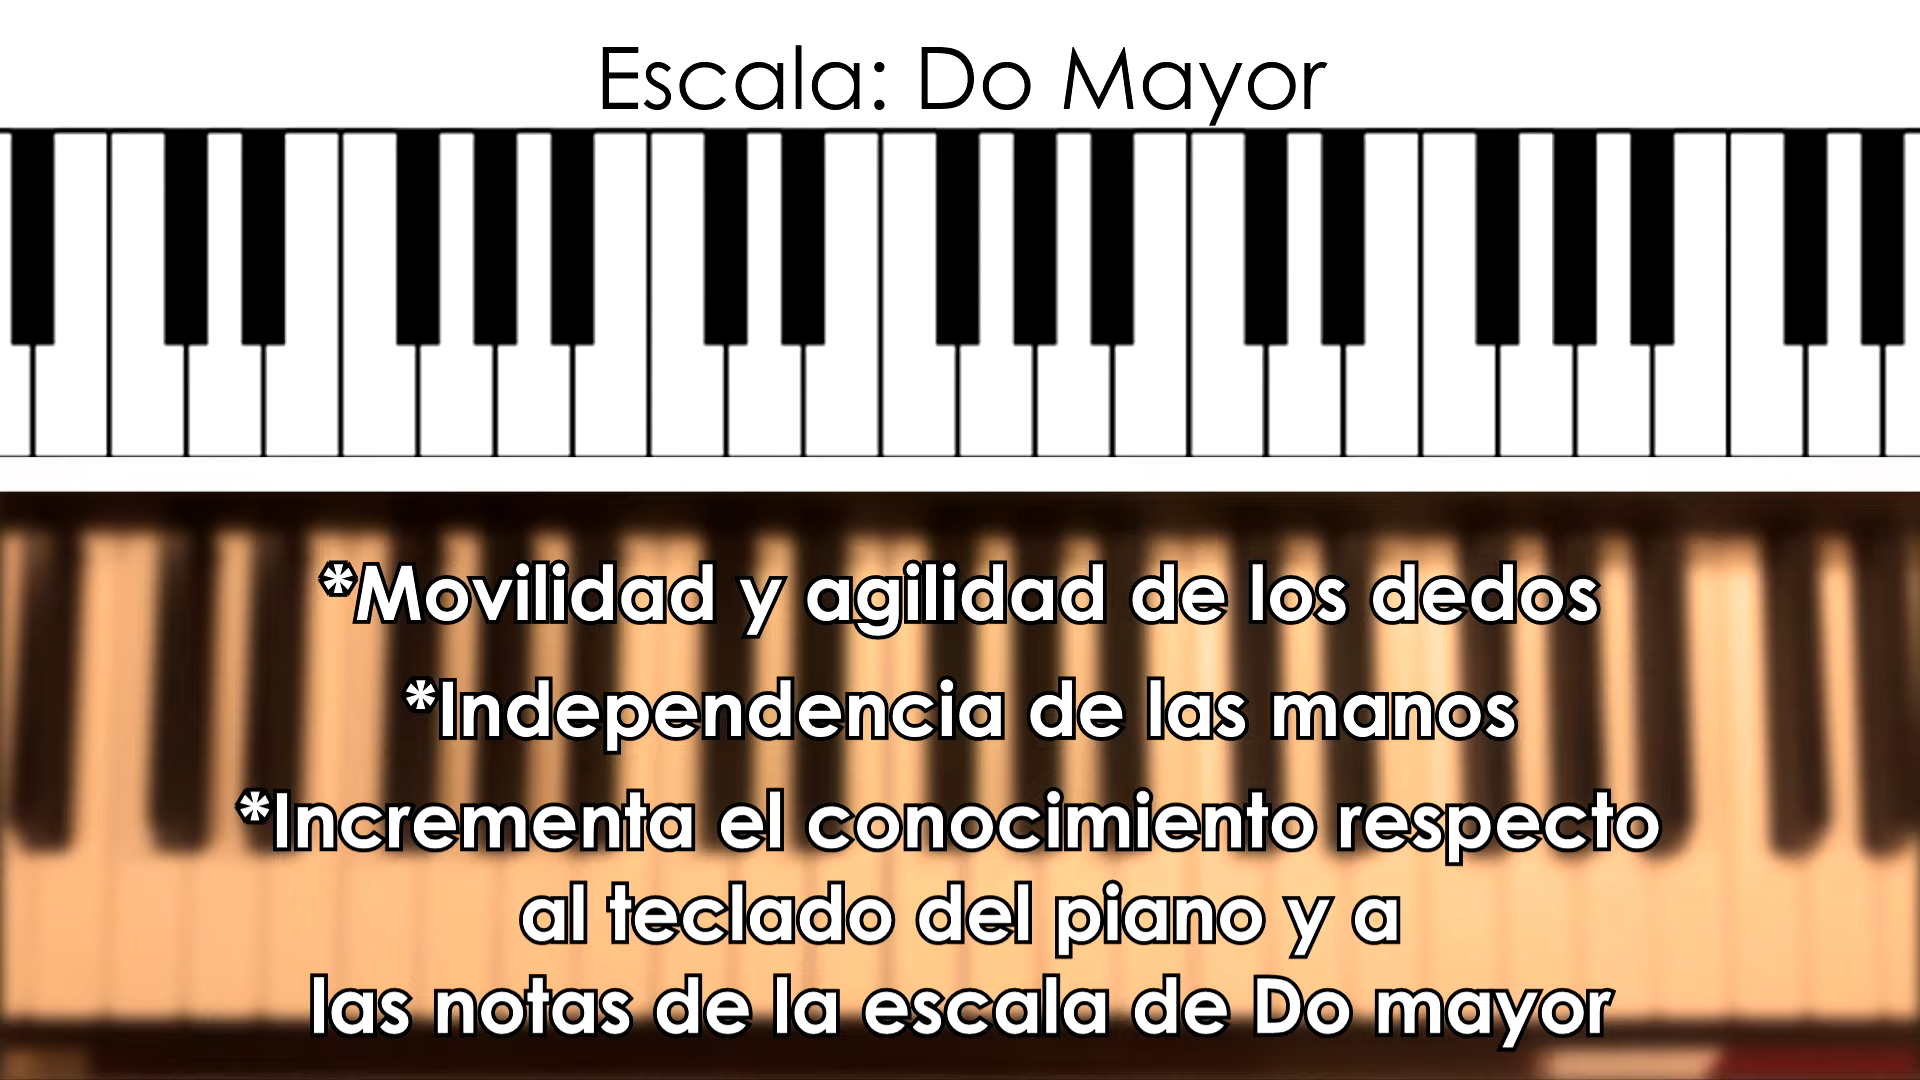 Escala: Do Mayor
*Movilidad y agilidad de los dedos
*Independencia de las manos
*Incrementa el conocimiento respecto
al teclado del piano y a
las notas de la escala de Do mayor